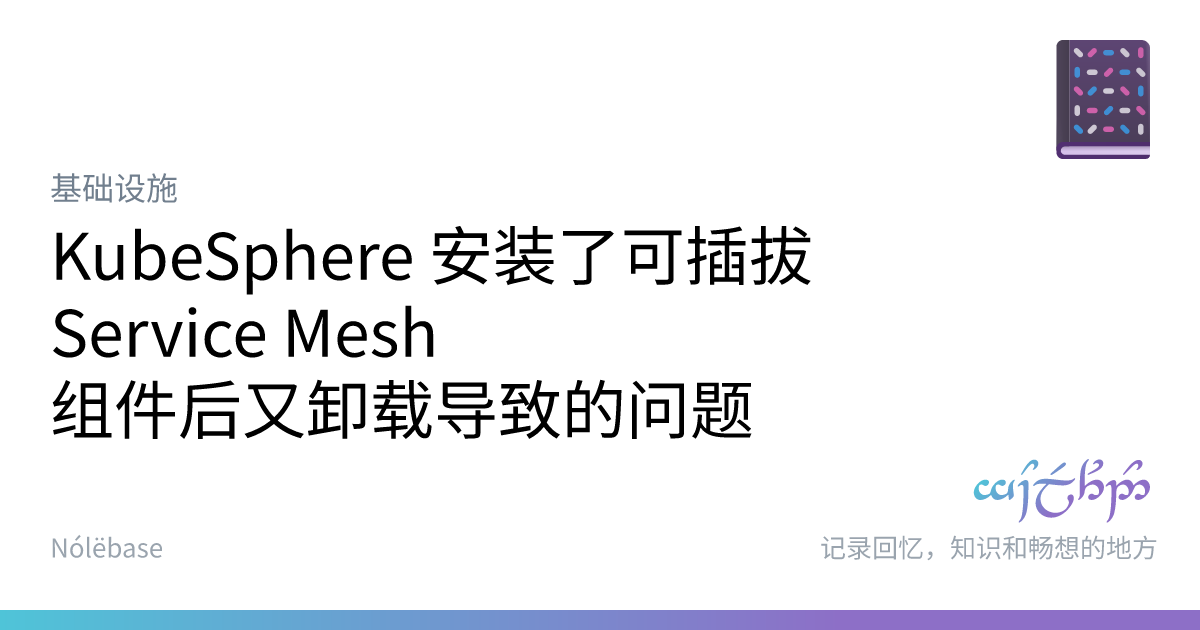 基础设施
KubeSphere 安装了可插拔
Service Mesh
组件后又卸载导致的问题
Nólëbase
记录回忆，知识和畅想的地方